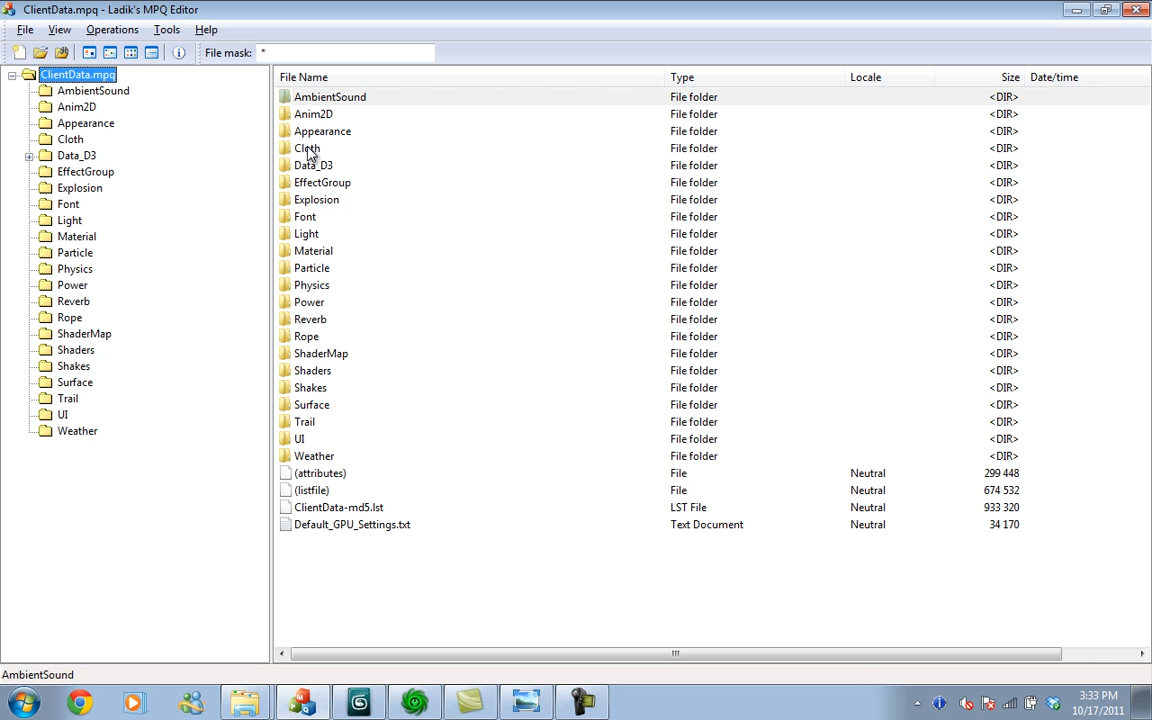 ClientData.mpq - Ladik's MPQ Editor
File View Operations Tools Help
File mask: *
ClientData.mpq
AmbientSound
Anim2D
Appearance
Cloth
Data_D3
EffectGroup
Explosion
Font
Light
Material
Particle
Physics
Power
Reverb
Rope
ShaderMap
Shaders
Shakes
Surface
Trail
UI
Weather
File Name Type Locale Size Date/time
AmbientSound File folder <DIR>
Anim2D File folder <DIR>
Appearance File folder <DIR>
Cloth File folder <DIR>
Data_D3 File folder <DIR>
EffectGroup File folder <DIR>
Explosion File folder <DIR>
Font File folder <DIR>
Light File folder <DIR>
Material File folder <DIR>
Particle File folder <DIR>
Physics File folder <DIR>
Power File folder <DIR>
Reverb File folder <DIR>
Rope File folder <DIR>
ShaderMap File folder <DIR>
Shaders File folder <DIR>
Shakes File folder <DIR>
Surface File folder <DIR>
Trail File folder <DIR>
UI File folder <DIR>
Weather File folder <DIR>
(attributes) File Neutral 299 448
(listfile) File Neutral 674 532
ClientData-md5.lst LST File Neutral 933 320
Default_GPU_Settings.txt Text Document Neutral 34 170
AmbientSound
3:33 PM
10/17/2011